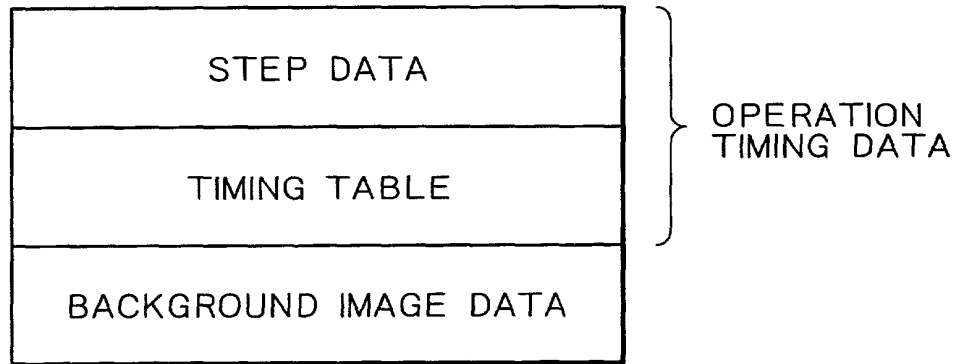 STEP DATA
TIMING TABLE
BACKGROUND IMAGE DATA
OPERATION
TIMING DATA